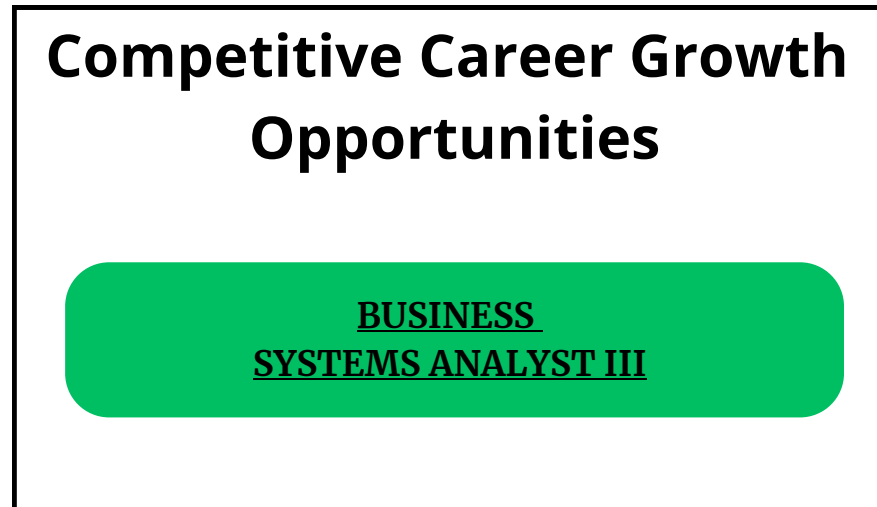 Competitive Career Growth
Opportunities
BUSINESS
SYSTEMS ANALYST III